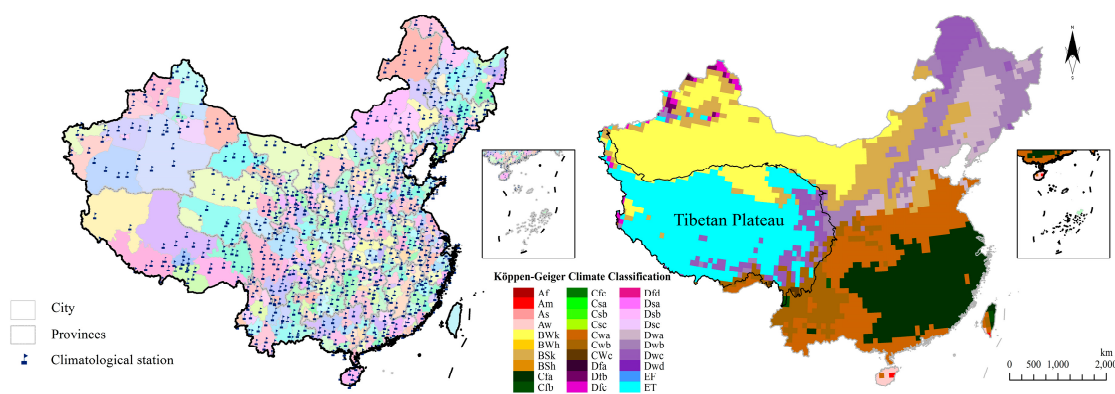 City
Provinces
Climatological station
N
S
Tibetan Plateau
Köppen-Geiger Climate Classification
Af Cfc Dfd
Am Csa Dsa
As Csb Dsb
Aw Csc Dsc
BWk Cwa Dwa
BWh Cwb Dwb
BSk CWc Dwc
BSh Dfa Dwd
Cfa Dfb EF
Cfb Dfc ET
km
0 500 1,000 2,000